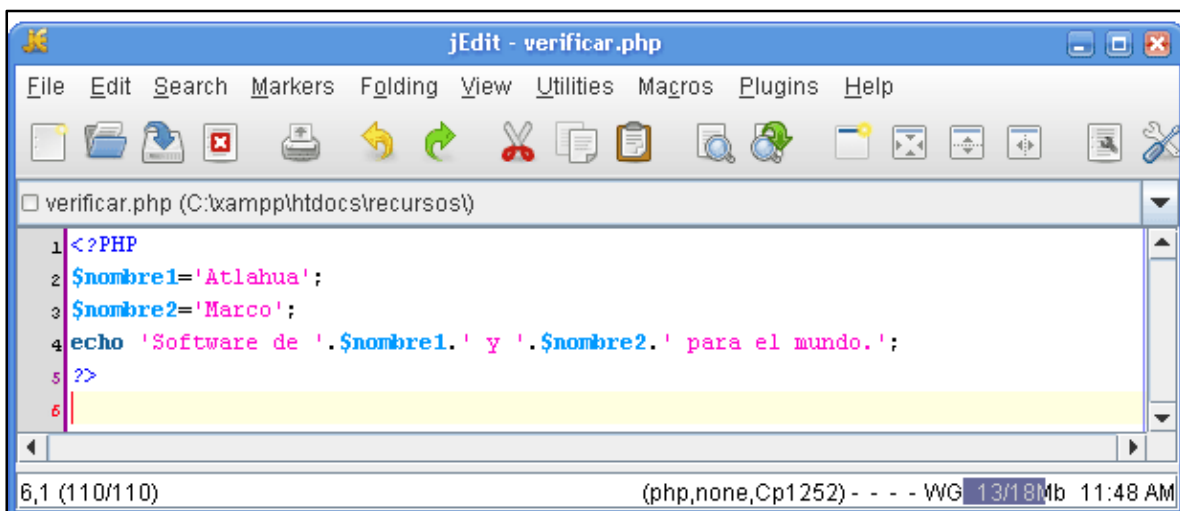 jEdit - verificar.php
File Edit Search Markers Folding View Utilities Macros Plugins Help
verificar.php (C:\xampp\htdocs\recursos\)
1 <?PHP
2 $nombre1='Atlahua';
3 $nombre2='Marco';
4 echo 'Software de '.$nombre1.' y '.$nombre2.' para el mundo.';
5 ?>
6
6,1 (110/110) (php,none,Cp1252) - - - - WG 13/18Mb 11:48 AM